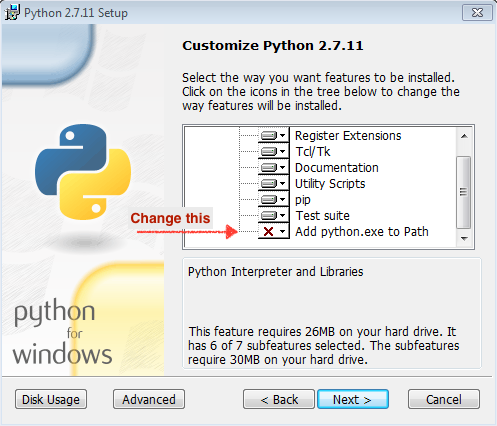 Python 2.7.11 Setup
Customize Python 2.7.11
Select the way you want features to be installed.
Click on the icons in the tree below to change the
way features will be installed.
Register Extensions
Tcl/Tk
Documentation
Utility Scripts
pip
Test suite
Change this
Add python.exe to Path
Python Interpreter and Libraries
This feature requires 26MB on your hard drive. It
has 6 of 7 subfeatures selected. The subfeatures
require 30MB on your hard drive.
python
for
windows
Disk Usage
Advanced
< Back
Next >
Cancel